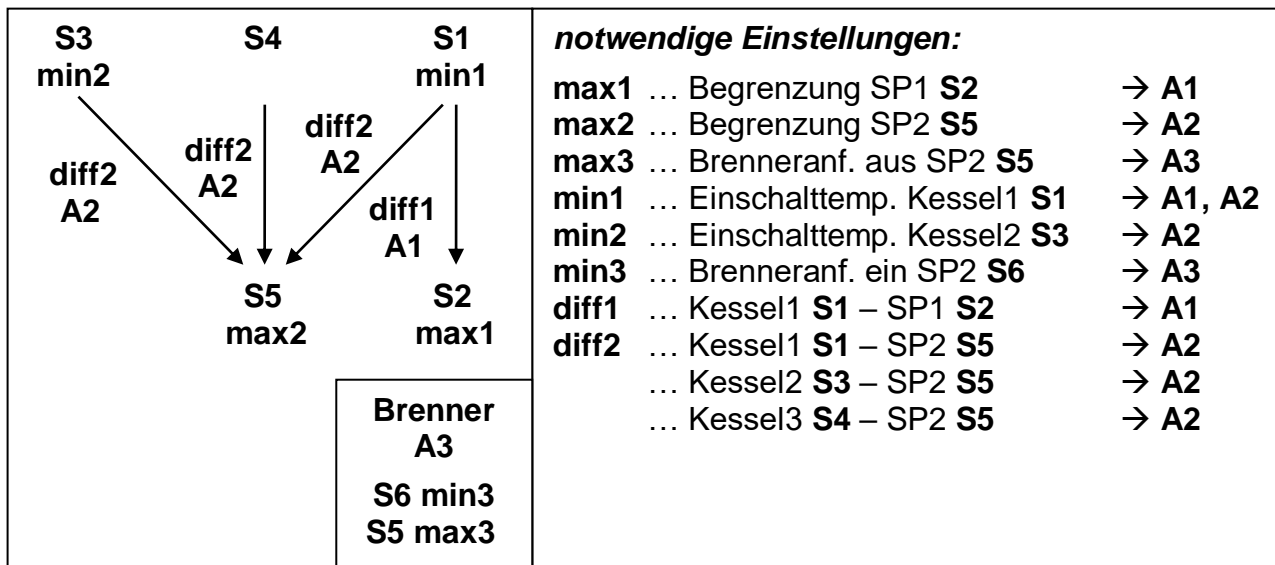 S3 S4 S1
min2 min1
diff2
A2
diff2
A2
diff2
A2
diff1
A1
S5 S2
max2 max1
Brenner
A3
S6 min3
S5 max3
notwendige Einstellungen:
max1 … Begrenzung SP1 S2 → A1
max2 … Begrenzung SP2 S5 → A2
max3 … Brenneranf. aus SP2 S5 → A3
min1 … Einschalttemp. Kessel1 S1 → A1, A2
min2 … Einschalttemp. Kessel2 S3 → A2
min3 … Brenneranf. ein SP2 S6 → A3
diff1 … Kessel1 S1 – SP1 S2 → A1
diff2 … Kessel1 S1 – SP2 S5 → A2
… Kessel2 S3 – SP2 S5 → A2
… Kessel3 S4 – SP2 S5 → A2